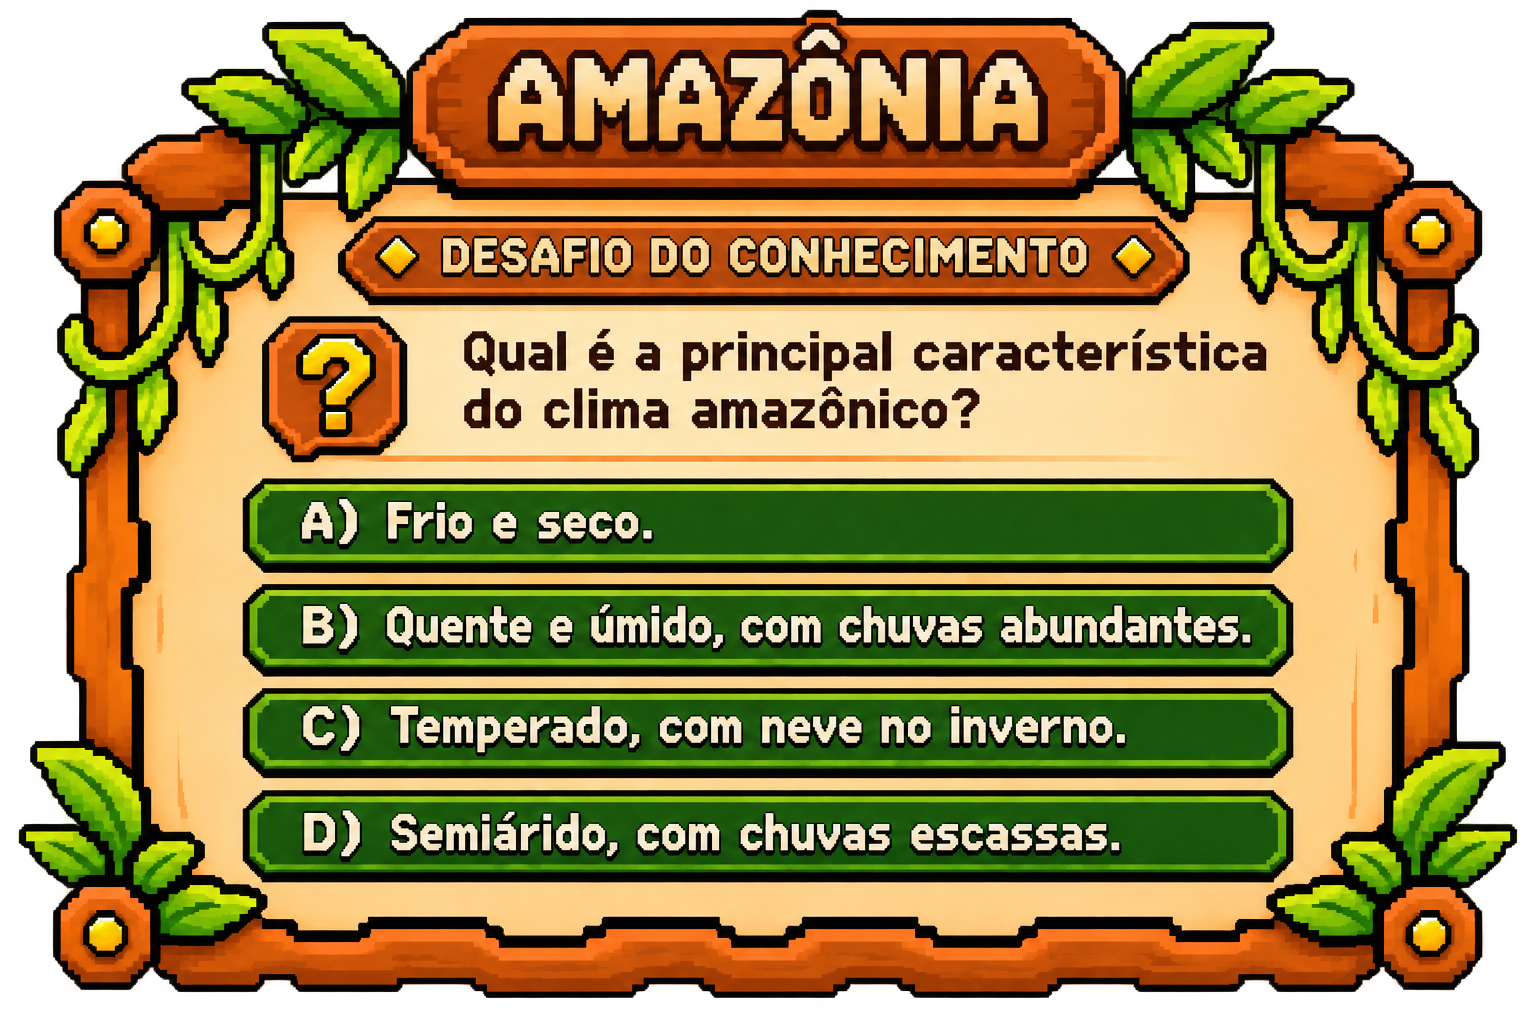 AMAZÔNIA
DESAFIO DO CONHECIMENTO
?
Qual é a principal característica
do clima amazônico?
A) Frio e seco.
B) Quente e úmido, com chuvas abundantes.
C) Temperado, com neve no inverno.
D) Semiárido, com chuvas escassas.